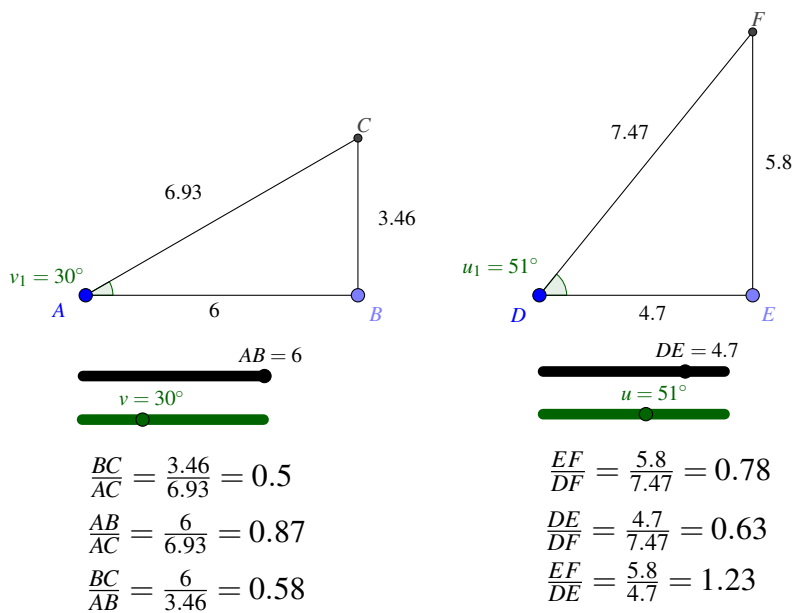 F
7.47
5.8
u₁ = 51°
D
4.7
E
C
6.93
3.46
v₁ = 30°
A
6
B
AB = 6
v = 30°
BC/AC = 3.46/6.93 = 0.5
AB/AC = 6/6.93 = 0.87
BC/AB = 6/3.46 = 0.58
DE = 4.7
u = 51°
EF/DF = 5.8/7.47 = 0.78
DE/DF = 4.7/7.47 = 0.63
EF/DE = 5.8/4.7 = 1.23